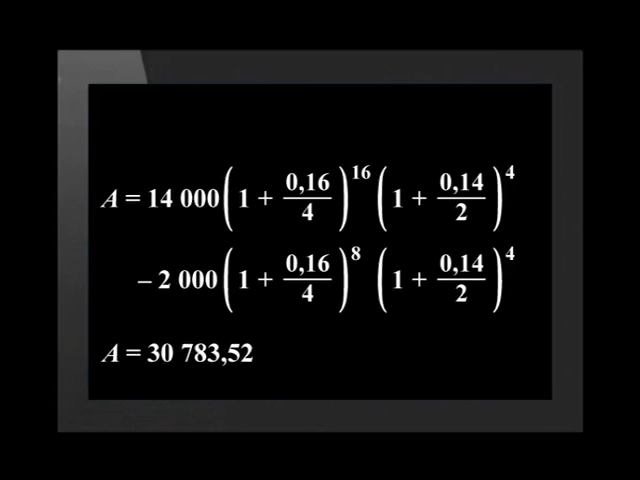 A = 14 000(1 + 0,16/4)^16 (1 + 0,14/2)^4
– 2 000(1 + 0,16/4)^8 (1 + 0,14/2)^4
A = 30 783,52